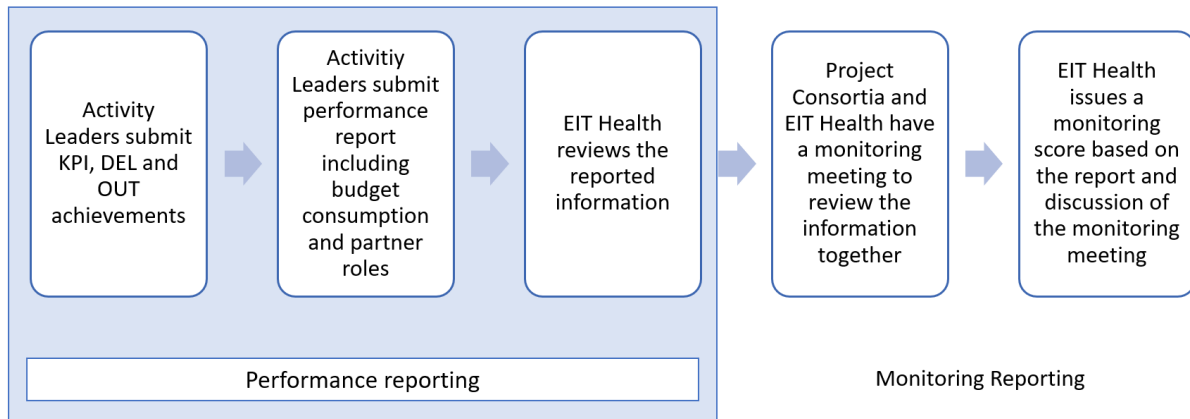 Activity
Leaders submit
KPI, DEL and
OUT
achievements
Activitiy
Leaders submit
performance
report
including
budget
consumption
and partner
roles
EIT Health
reviews the
reported
information
Project
Consortia and
EIT Health have
a monitoring
meeting to
review the
information
together
EIT Health
issues a
monitoring
score based on
the report and
discussion of
the monitoring
meeting
Performance reporting
Monitoring Reporting